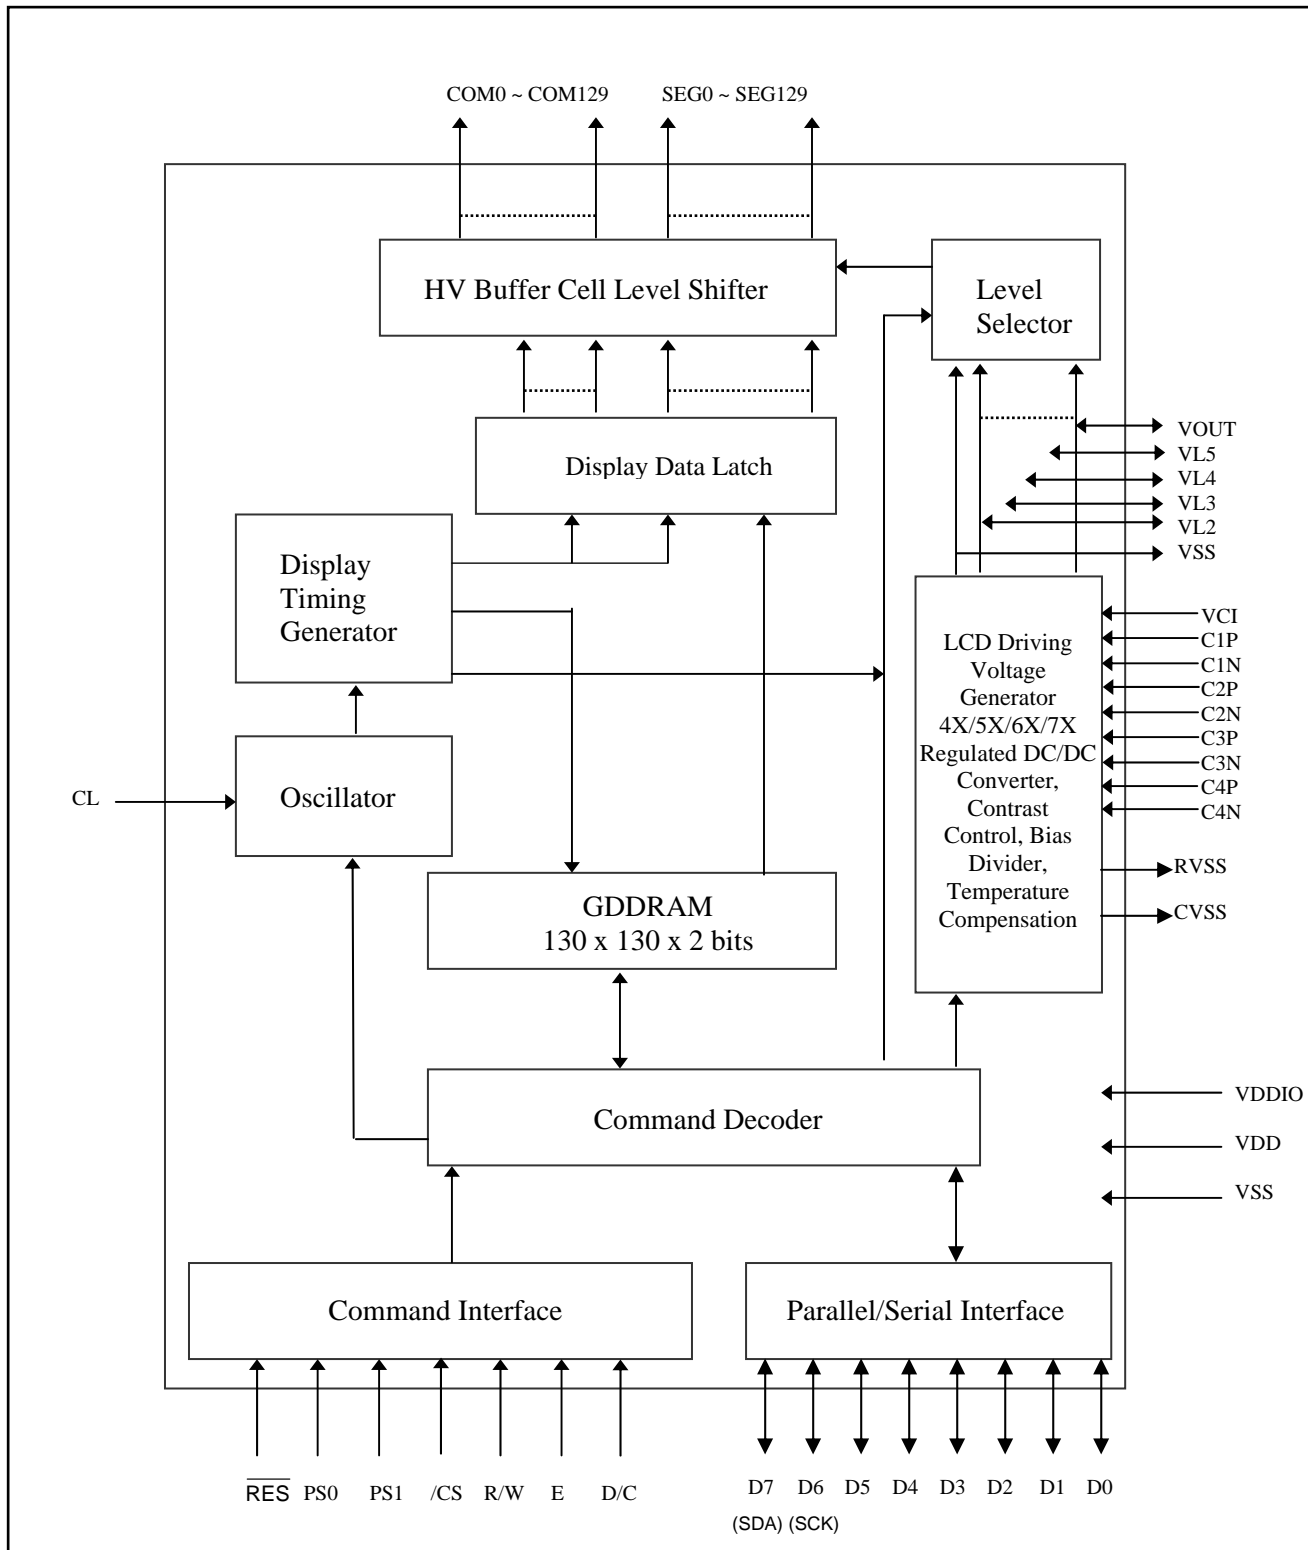 COM0 ~ COM129
SEG0 ~ SEG129
HV Buffer Cell Level Shifter
Level
Selector
Display Data Latch
VOUT
VL5
VL4
VL3
VL2
VSS
Display
Timing
Generator
VCI
C1P
C1N
C2P
C2N
C3P
C3N
C4P
C4N
RVSS
CVSS
LCD Driving
Voltage
Generator
4X/5X/6X/7X
Regulated DC/DC
Converter,
Contrast
Control, Bias
Divider,
Temperature
Compensation
CL
Oscillator
GDDRAM
130 x 130 x 2 bits
Command Decoder
VDDIO
VDD
VSS
Command Interface
Parallel/Serial Interface
RES PS0 PS1 /CS R/W E D/C
D7 D6 D5 D4 D3 D2 D1 D0
(SDA) (SCK)